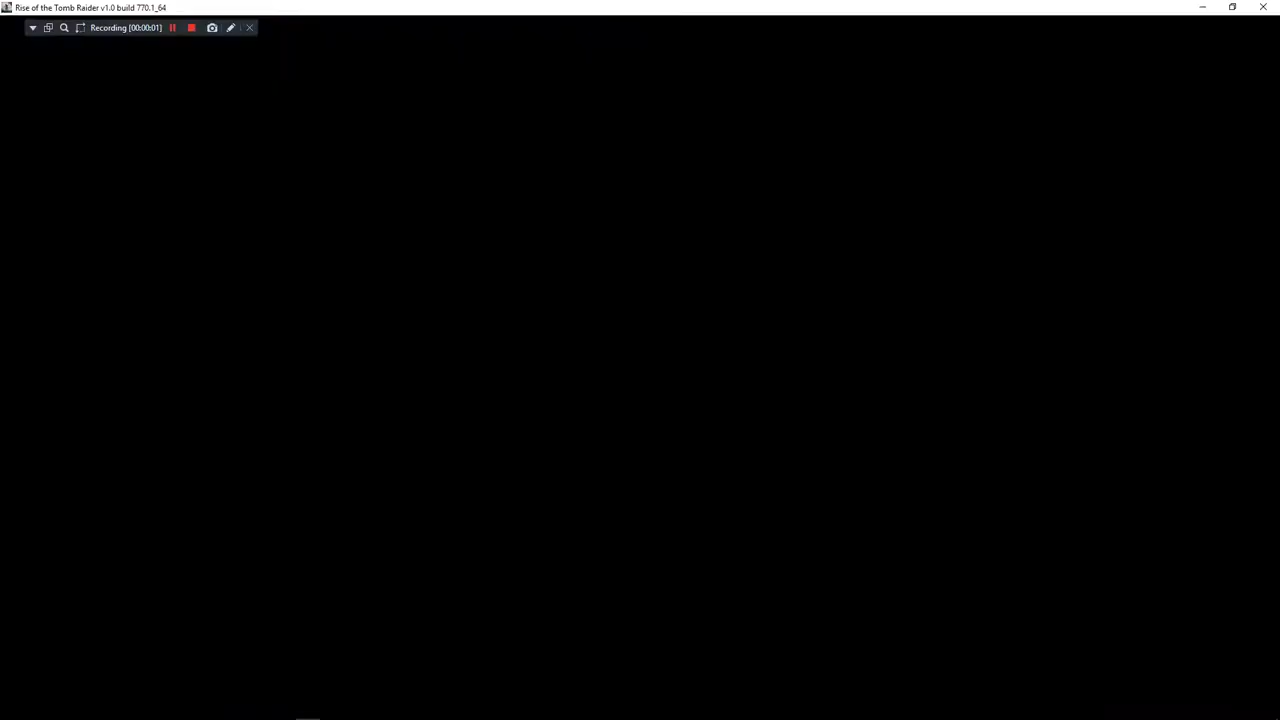 Rise of the Tomb Raider v1.0 build 770.1_64
Recording [00:00:01]